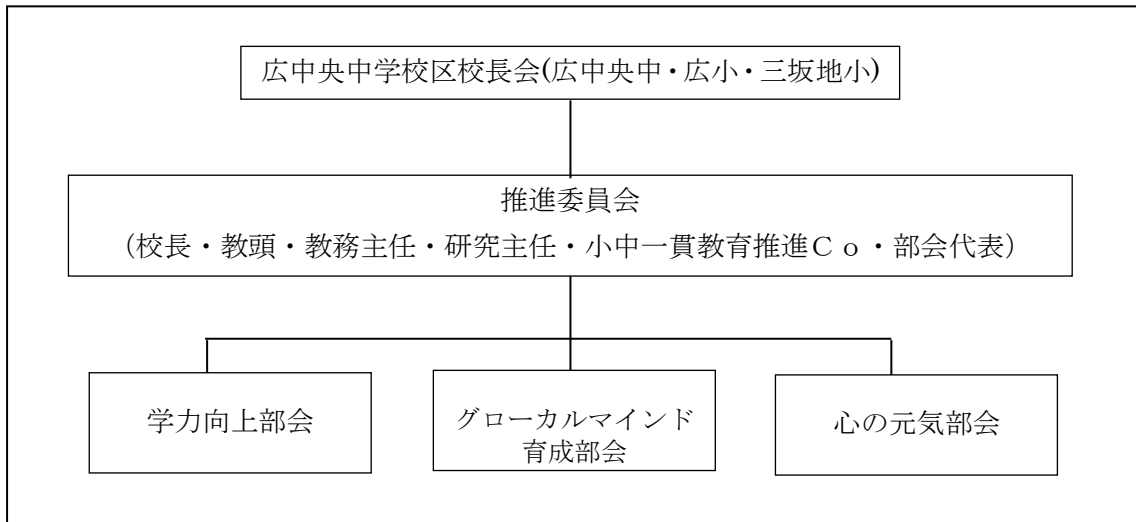 広中央中学校区校長会(広中央中・広小・三坂地小)
推進委員会
（校長・教頭・教務主任・研究主任・小中一貫教育推進Ｃｏ・部会代表）
学力向上部会
グローカルマインド
育成部会
心の元気部会